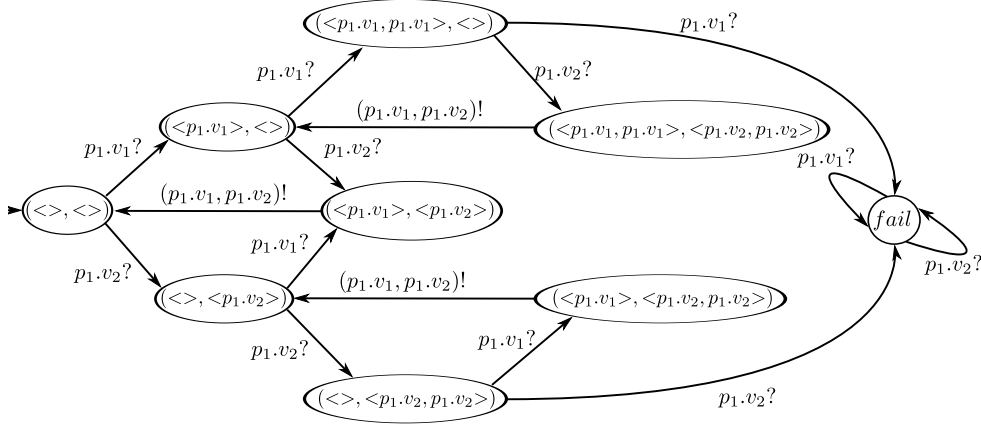 (<p₁.v₁, p₁.v₁>, <>)
p₁.v₁?
p₁.v₁?
p₁.v₂?
(p₁.v₁, p₁.v₂)!
(<p₁.v₁>, <>)
(<p₁.v₁, p₁.v₁>, <p₁.v₂, p₁.v₂>)
p₁.v₁?
p₁.v₂?
p₁.v₁?
(p₁.v₁, p₁.v₂)!
(<>, <>)
(<p₁.v₁>, <p₁.v₂>)
fail
p₁.v₁?
p₁.v₂?
p₁.v₂?
(p₁.v₁, p₁.v₂)!
(<>, <p₁.v₂>)
(<p₁.v₁>, <p₁.v₂, p₁.v₂>)
p₁.v₁?
p₁.v₂?
(<>, <p₁.v₂, p₁.v₂>)
p₁.v₂?